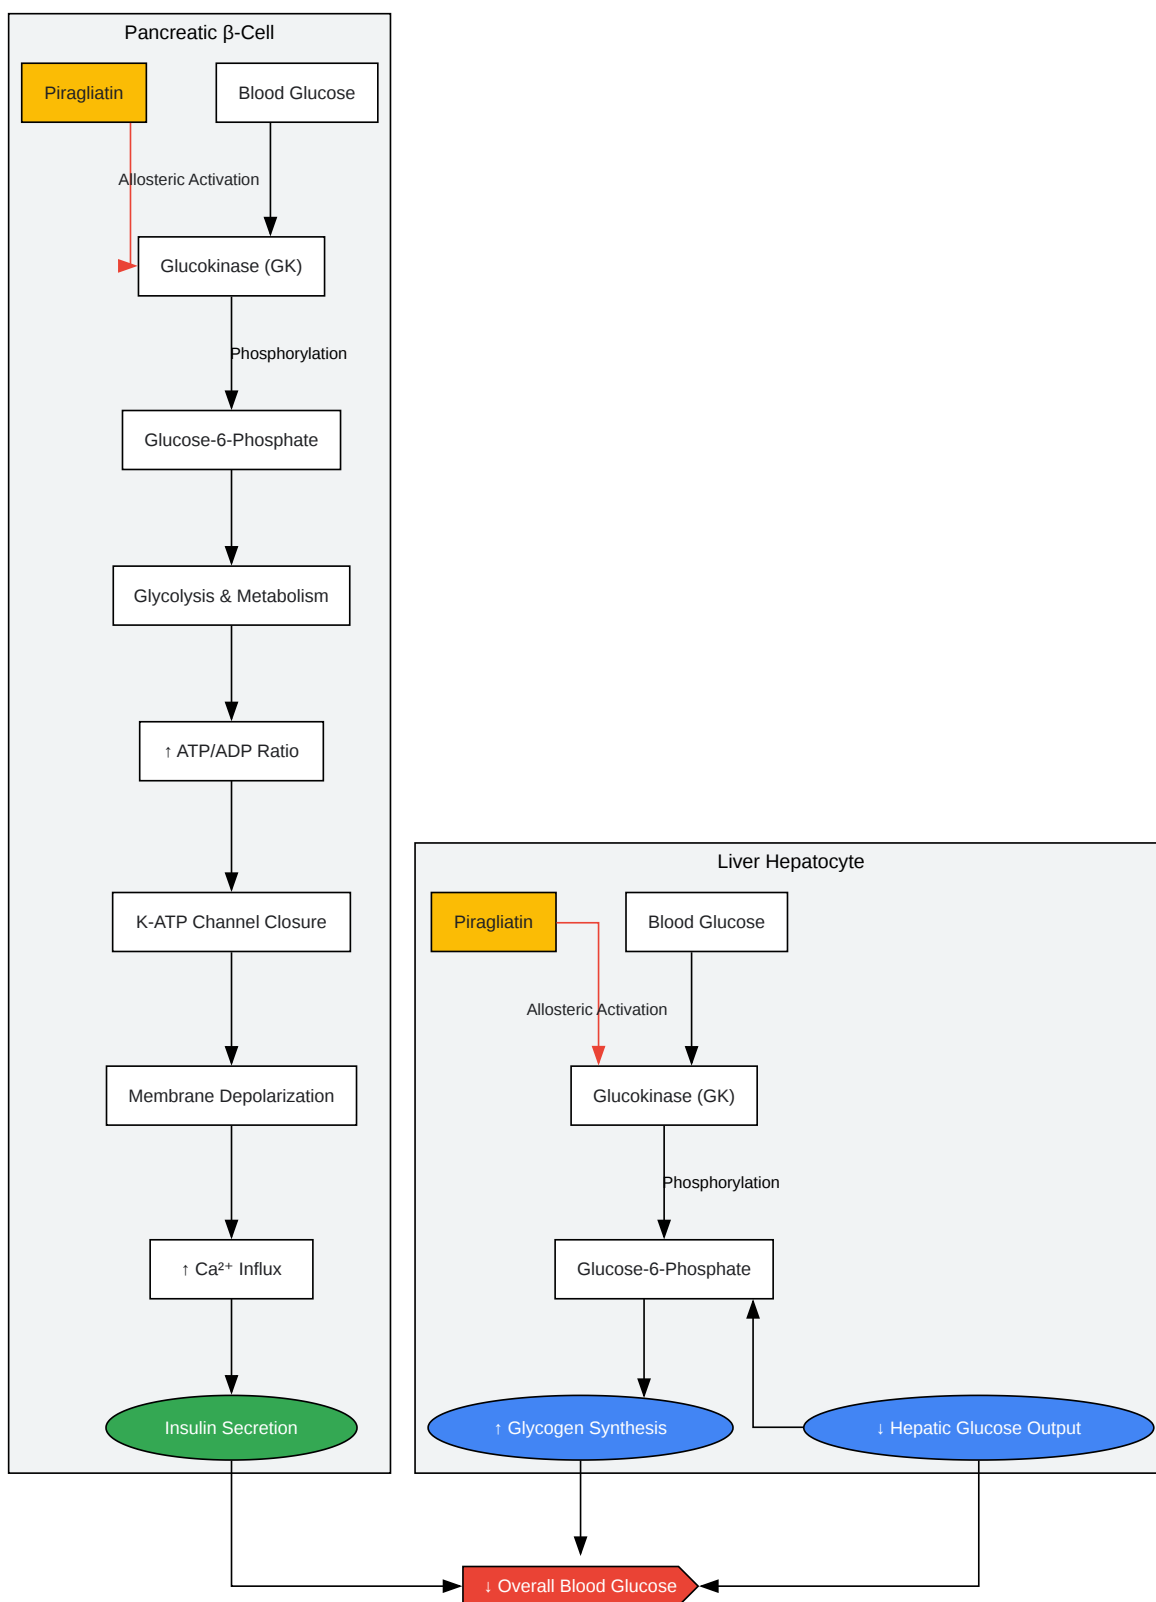 Pancreatic β-Cell
Piragliatin
Blood Glucose
Allosteric Activation
Glucokinase (GK)
Phosphorylation
Glucose-6-Phosphate
Glycolysis & Metabolism
↑ ATP/ADP Ratio
K-ATP Channel Closure
Membrane Depolarization
↑ Ca²⁺ Influx
Insulin Secretion
Liver Hepatocyte
Piragliatin
Blood Glucose
Allosteric Activation
Glucokinase (GK)
Phosphorylation
Glucose-6-Phosphate
↑ Glycogen Synthesis
↓ Hepatic Glucose Output
↓ Overall Blood Glucose